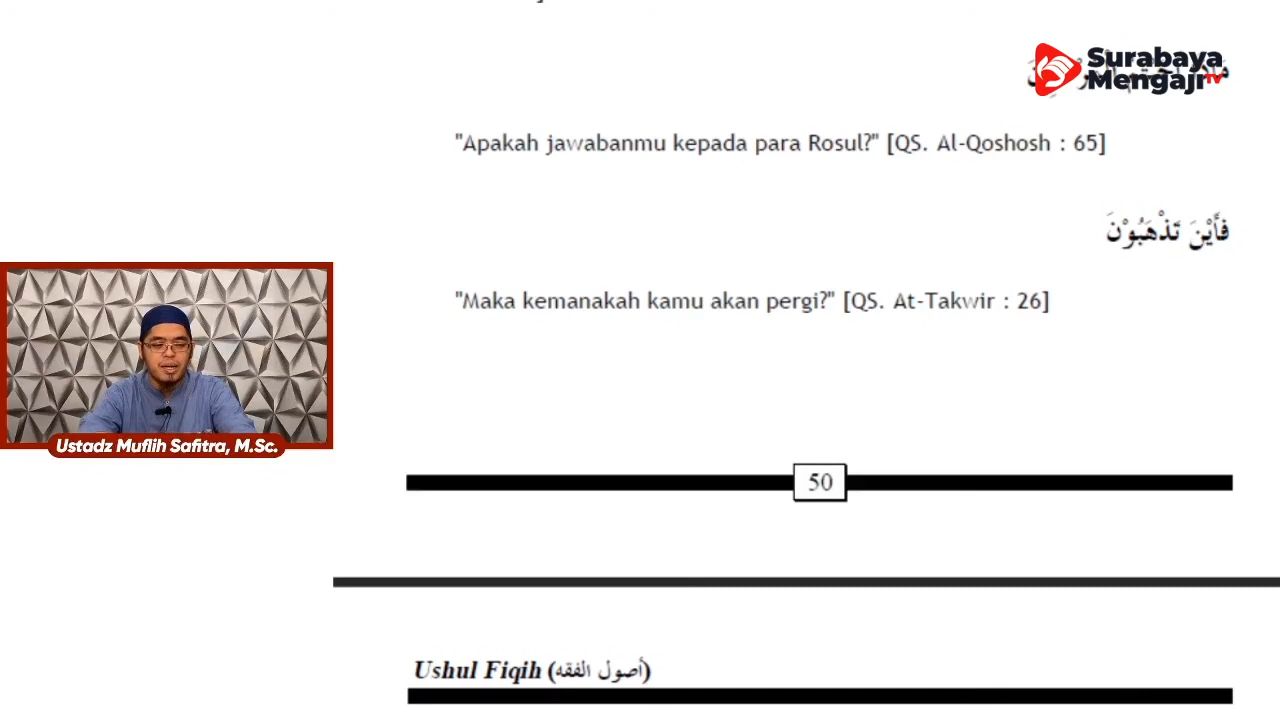 Surabaya
Mengaji TV
"Apakah jawabanmu kepada para Rosul?" [QS. Al-Qoshosh : 65]
فَأَيْنَ تَذْهَبُوْنَ
"Maka kemanakah kamu akan pergi?" [QS. At-Takwir : 26]
Ustadz Muflih Safitra, M.Sc.
50
Ushul Fiqih (أصول الفقه)